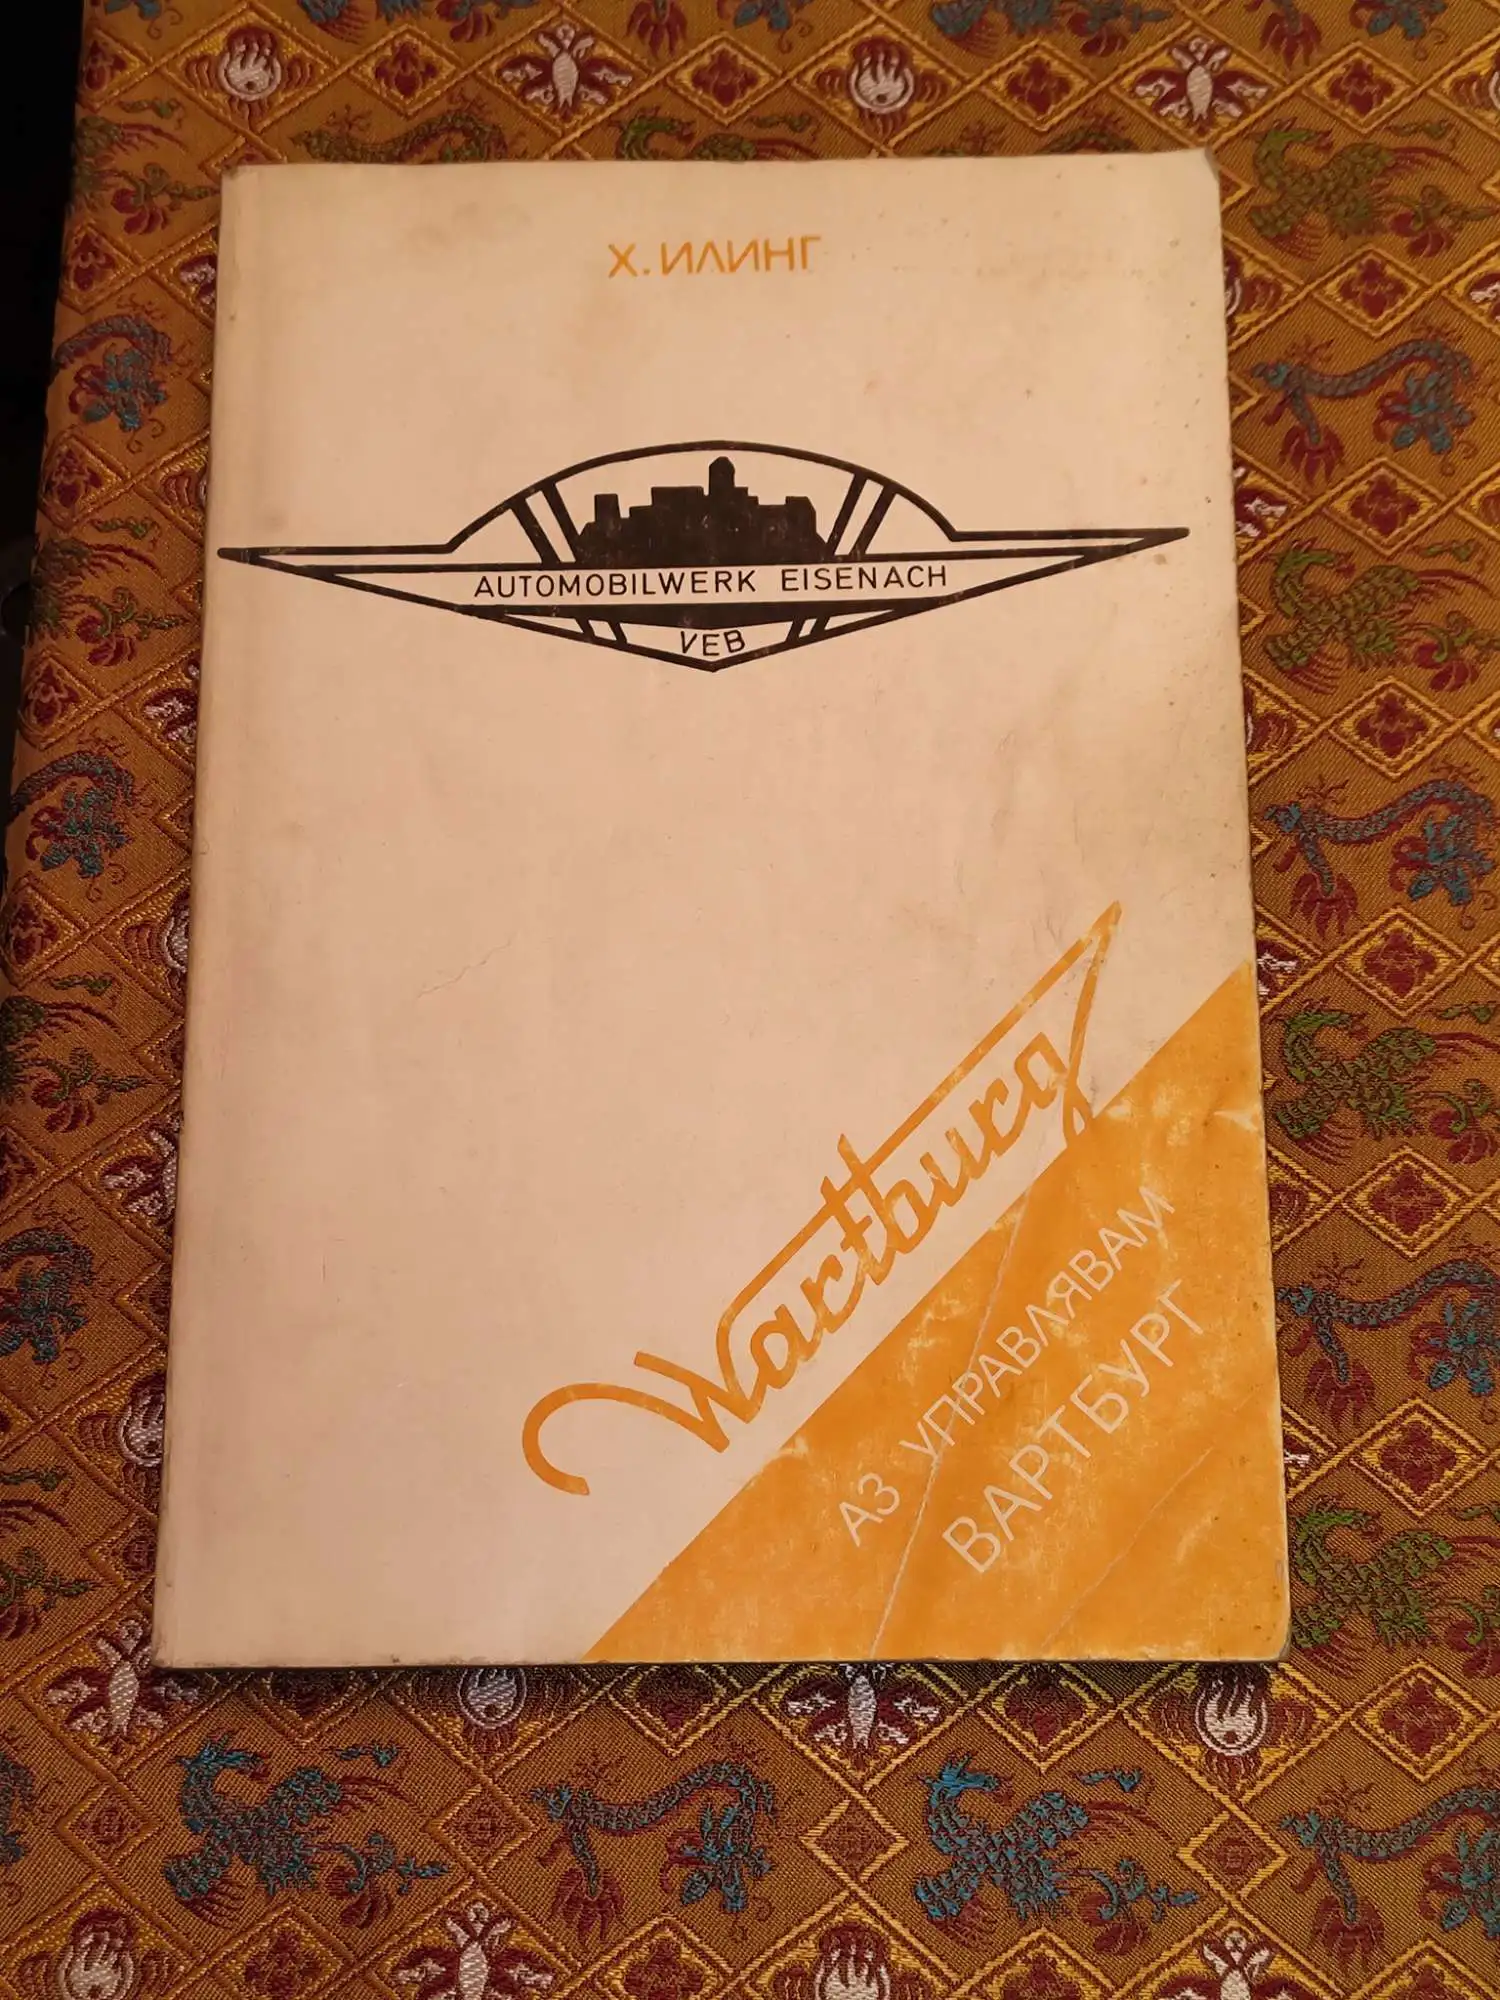 Х. ИЛИНГ
AUTOMOBILWERK EISENACH
VEB
Wartburg
АЗ УПРАВЛЯВАМ
ВАРТБУРГ